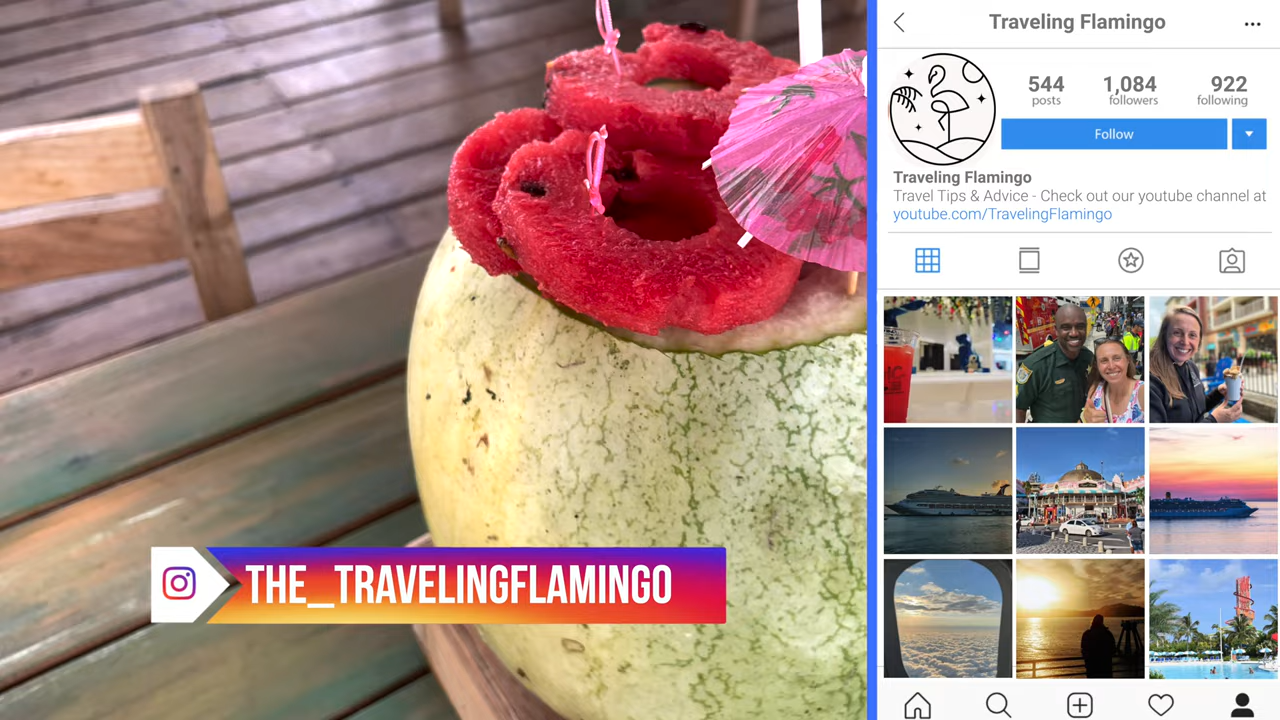 THE_TRAVELINGFLAMINGO
Traveling Flamingo
544
posts
1,084
followers
922
following
Follow
Traveling Flamingo
Travel Tips & Advice - Check out our youtube channel at
youtube.com/TravelingFlamingo